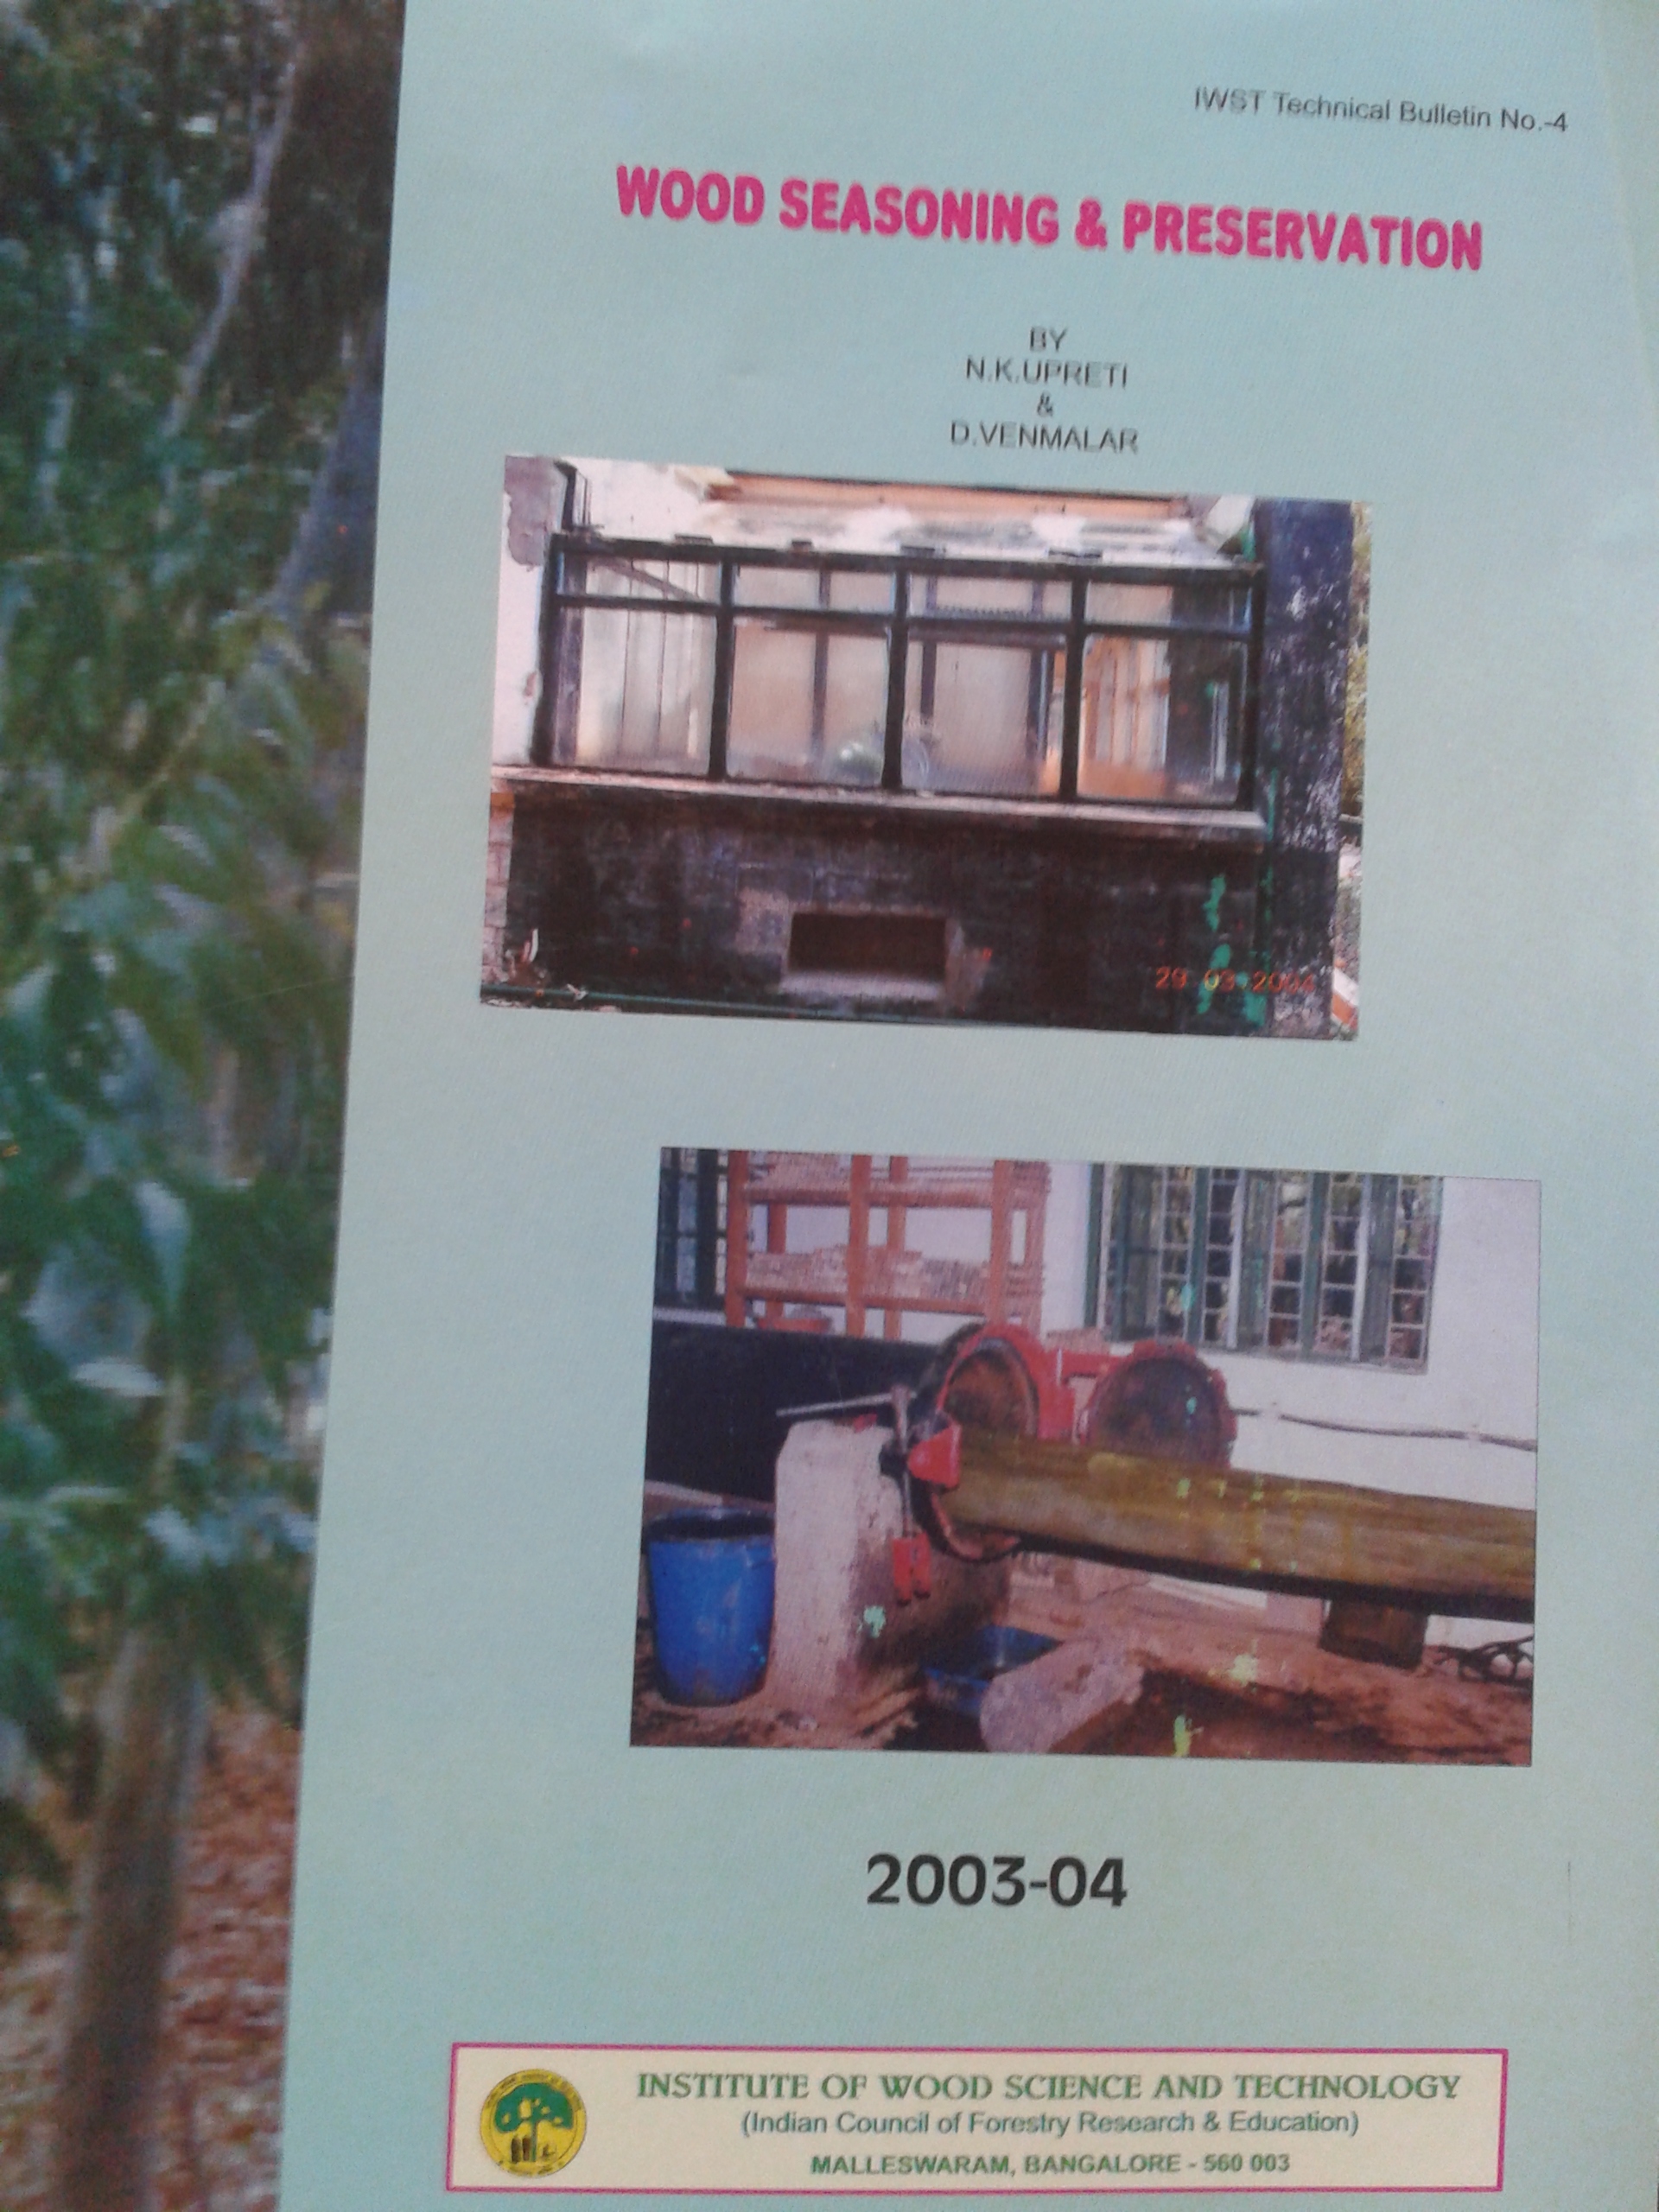 IWST Technical Bulletin No.-4
WOOD SEASONING & PRESERVATION
BY
N.K.UPRETI
&
D.VENMALAR
29 03 2004
2003-04
INSTITUTE OF WOOD SCIENCE AND TECHNOLOGY
(Indian Council of Forestry Research & Education)
MALLESWARAM, BANGALORE - 560 003